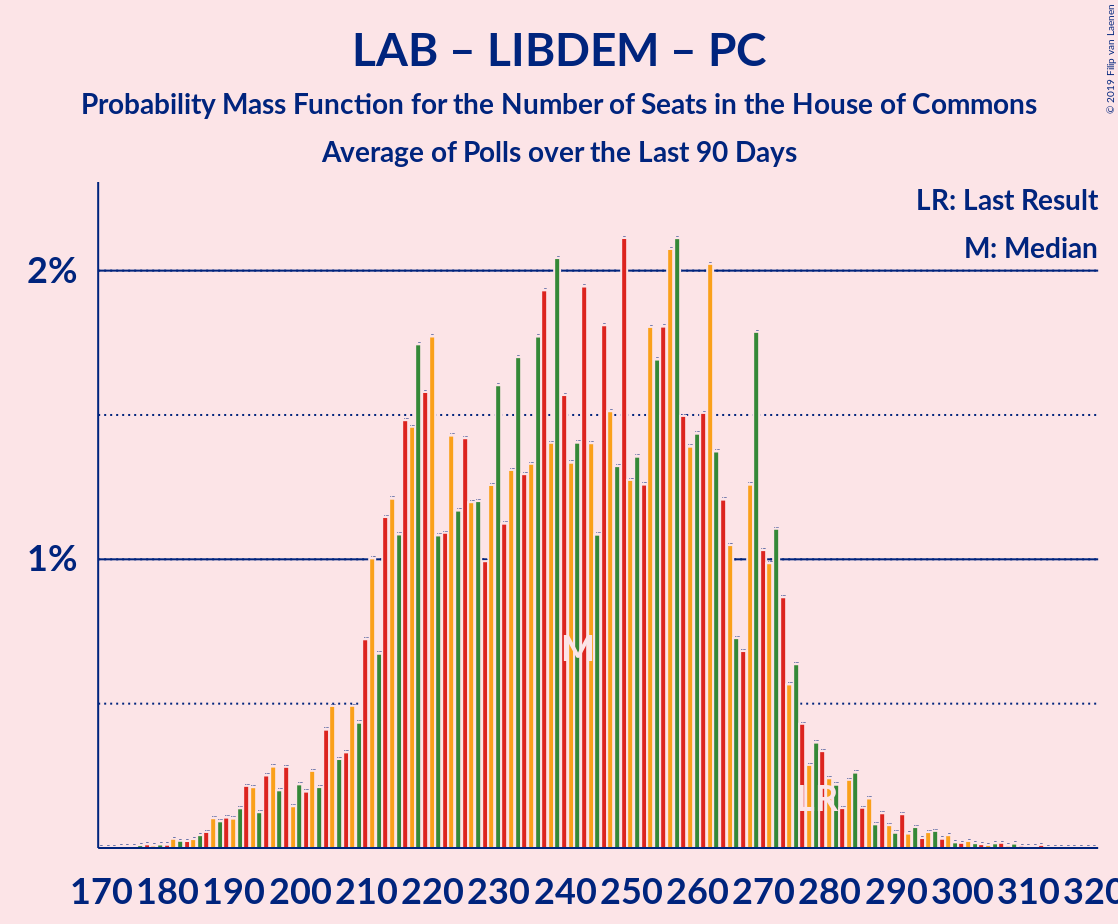 LAB – LIBDEM – PC
Probability Mass Function for the Number of Seats in the House of Commons
Average of Polls over the Last 90 Days
© 2019 Filip van Laenen
LR: Last Result
M: Median
2%
1%
M
LR
170 180 190 200 210 220 230 240 250 260 270 280 290 300 310 320